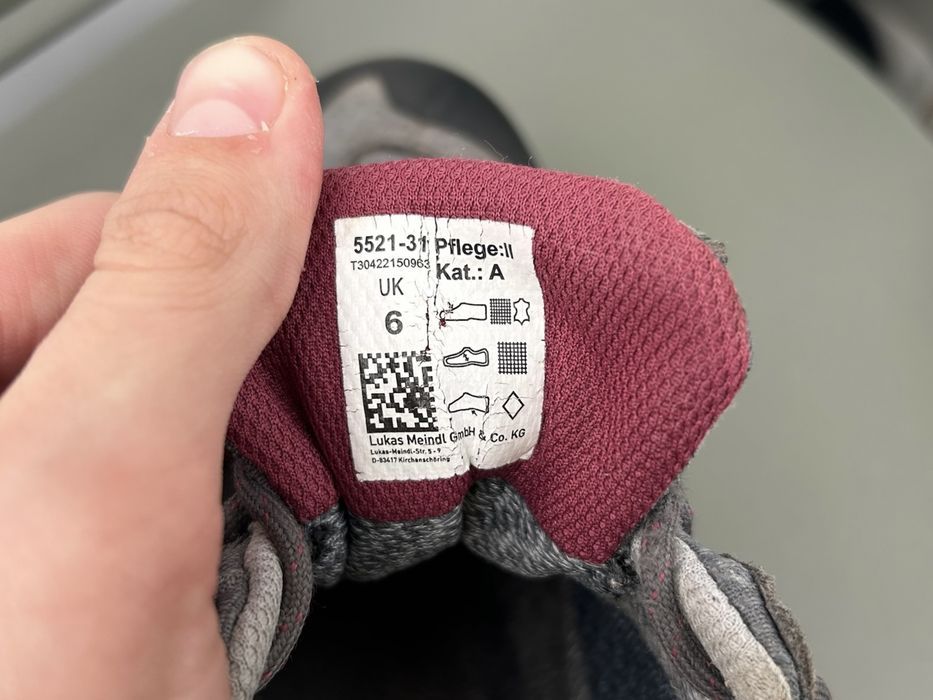 5521-31
T30422150963
UK
6
Pflege:II
Kat.: A
Lukas Meindl GmbH & Co. KG
Lukas-Meindl-Str. 5 - 9
D-83417 Kirchanschöring